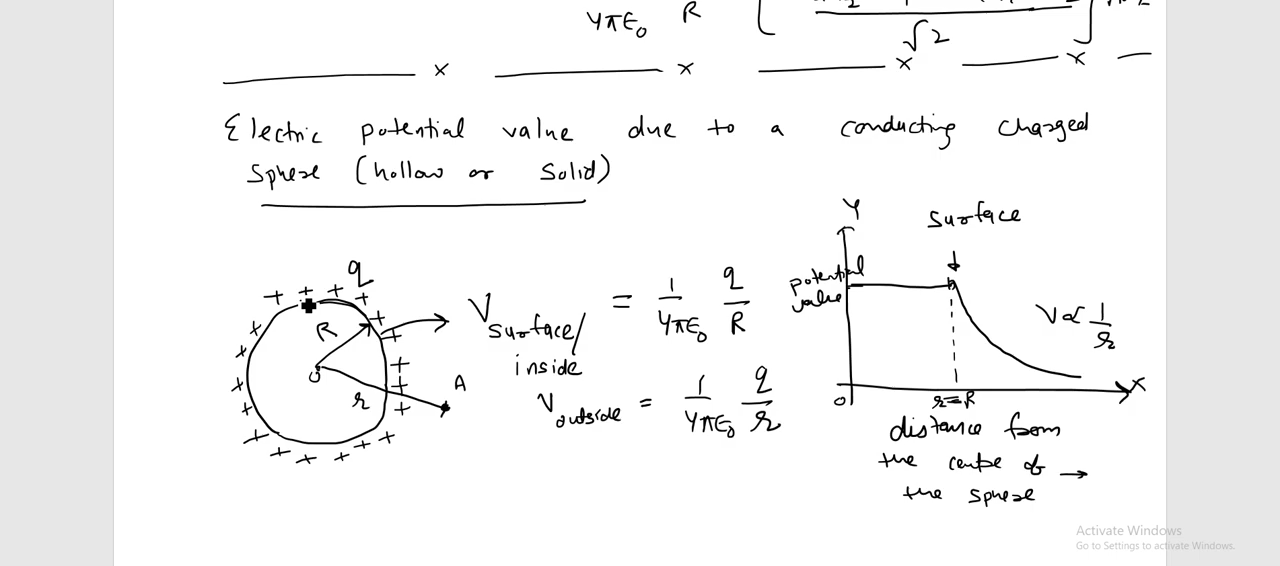 4πε₀ R √2
x x x x
Electric potential value due to a conducting charged
sphere (hollow or solid)
q
R
O
r
A
V surface/inside = 1/4πε₀ q/R
V outside = 1/4πε₀ q/r
Y
surface
potential
value
V ∝ 1/r
O
r=R
X
distance from
the centre of →
the sphere
Activate Windows
Go to Settings to activate Windows.